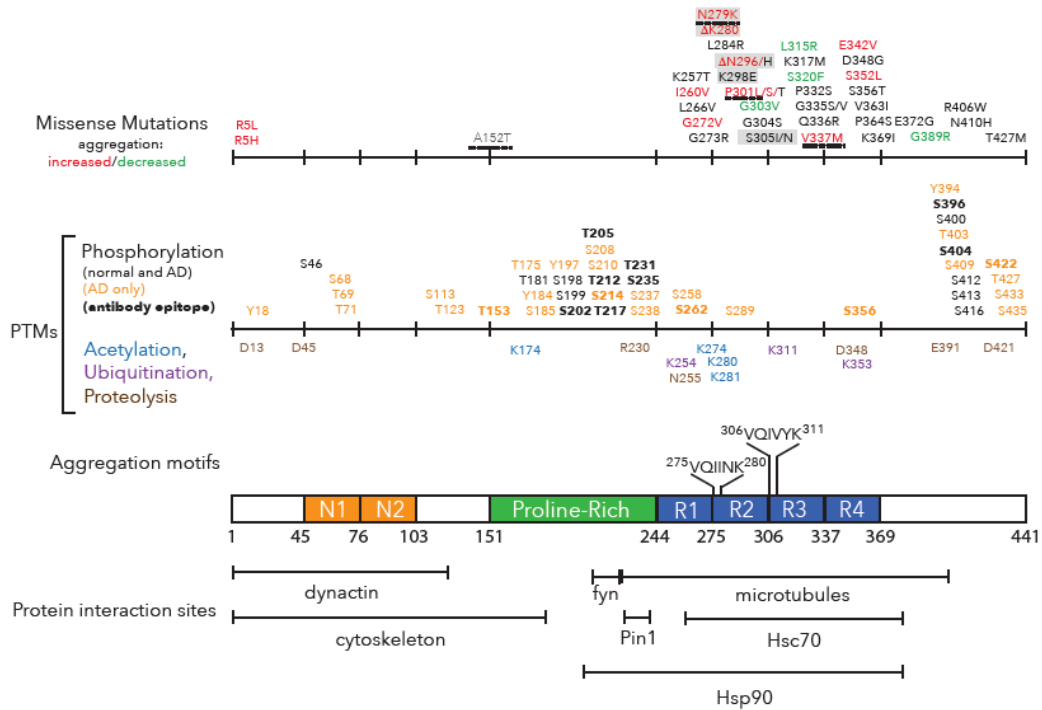 N279K
ΔK280
L284R L315R E342V
ΔN296/H K317M D348G
K257T K298E S320F S352L
I260V P301L/S/T P332S S356T
L266V G303V G335S/V V363I R406W
Missense Mutations G272V G304S Q336R P364S E372G N410H
R5L
aggregation: R5H A152T G273R S305I/N V337M K369I G389R T427M
increased/decreased
Y394
S396
T205 S400
Phosphorylation S208 T403
(normal and AD) S46 T175 Y197 S210 T231 S404
(AD only) S68 T181 S198 T212 S235 S409 S422
(antibody epitope) T69 S113 Y184 S199 S214 S237 S258 S412 T427
Y18 T71 T123 T153 S185 S202 T217 S238 S262 S289 S356 S413 S433
S416 S435
PTMs
Acetylation, D13 D45 K174 R230 K274 K311 D348 E391 D421
Ubiquitination, K254 K280 K353
Proteolysis N255 K281
306VQIVYK311
Aggregation motifs 275VQIINK280
N1 N2 Proline-Rich R1 R2 R3 R4
1 45 76 103 151 244 275 306 337 369 441
dynactin fyn microtubules
Protein interaction sites
cytoskeleton Pin1 Hsc70
Hsp90